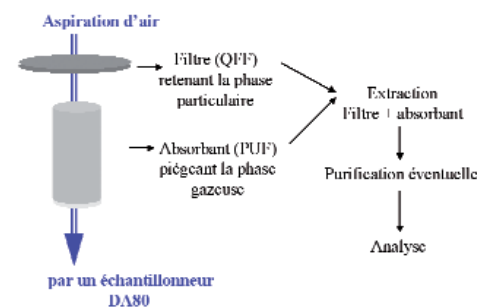 Aspiration d'air
Filtre (QFF)
retenant la phase
particulaire
Absorbant (PUF)
piégeant la phase
gazeuse
Extraction
Filtre + absorbant
Purification éventuelle
Analyse
par un échantillonneur
DA80